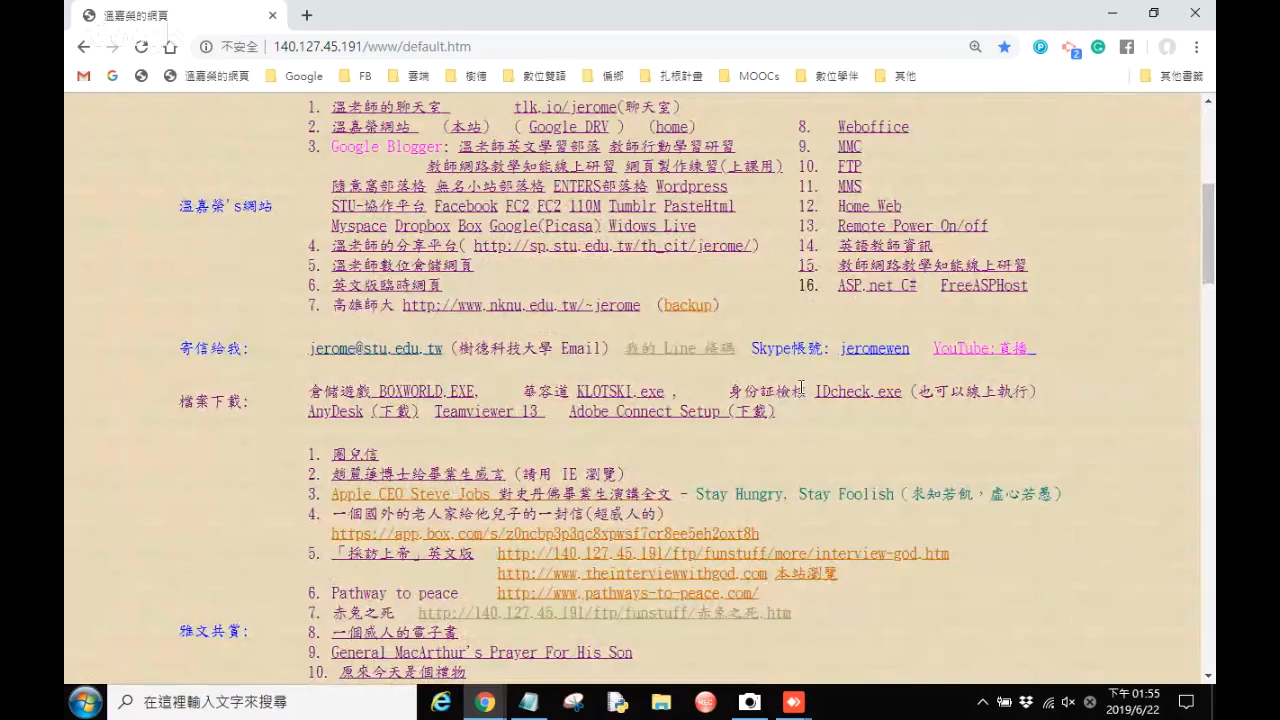 溫嘉榮的網頁
Google
不安全 140.127.45.191/www/default.htm
溫嘉榮的網頁 Google FB 雲端 樹德 數位雙語 偏鄉 扎根計畫 MOOCs 數位學伴 其他 其他書籤
1. 溫老師的聊天室 tlk.io/jerome(聊天室)
2. 溫嘉榮網站 (本站) ( Google DRV ) (home) 8. Weboffice
3. Google Blogger: 溫老師英文學習部落 教師行動學習研習 9. MMC
教師網路教學知能線上研習 網頁製作練習(上課用) 10. FTP
隨意窩部落格 無名小站部落格 ENTERS部落格 Wordpress 11. MMS
溫嘉榮's網站 STU-協作平台 Facebook FC2 FC2 110M Tumblr PasteHtml 12. Home Web
Myspace Dropbox Box Google(Picasa) Widows Live 13. Remote Power On/off
4. 溫老師的分享平台( http://sp.stu.edu.tw/th_cit/jerome/) 14. 英語教師資訊
5. 溫老師數位倉儲網頁 15. 教師網路教學知能線上研習
6. 英文版臨時網頁 16. ASP.net C# FreeASPHost
7. 高雄師大 http://www.nknu.edu.tw/~jerome (backup)
寄信給我: jerome@stu.edu.tw (樹德科技大學 Email) 我的 Line 條碼 Skype帳號: jeromewen YouTube:直播
倉儲遊戲 BOXWORLD.EXE, 華容道 KLOTSKI.exe , 身份証檢 IDcheck.exe (也可以線上執行)
檔案下載:
AnyDesk (下載) Teamviewer 13 Adobe Connect Setup (下載)
1. 囿兒信
2. 趙麗蓮博士給畢業生感言 (請用 IE 瀏覽)
3. Apple CEO Steve Jobs 對史丹佛畢業生演講全文 - Stay Hungry, Stay Foolish (求知若飢，虛心若愚)
4. 一個國外的老人家給他兒子的一封信(超感人的)
https://app.box.com/s/z0ncbp3p3qc8xpwsf7cr8ee5eh2oxt8h
5. 「採訪上帝」英文版 http://140.127.45.191/ftp/funstuff/more/interview-god.htm
http://www.theinterviewwithgod.com 本站瀏覽
6. Pathway to peace http://www.pathways-to-peace.com/
7. 赤兔之死 http://140.127.45.191/ftp/funstuff/赤兔之死.htm
雅文共賞: 8. 一個感人的電子書
9. General MacArthur's Prayer For His Son
10. 原來今天是個禮物
在這裡輸入文字來搜尋
REC
下午 01:55
2019/6/22